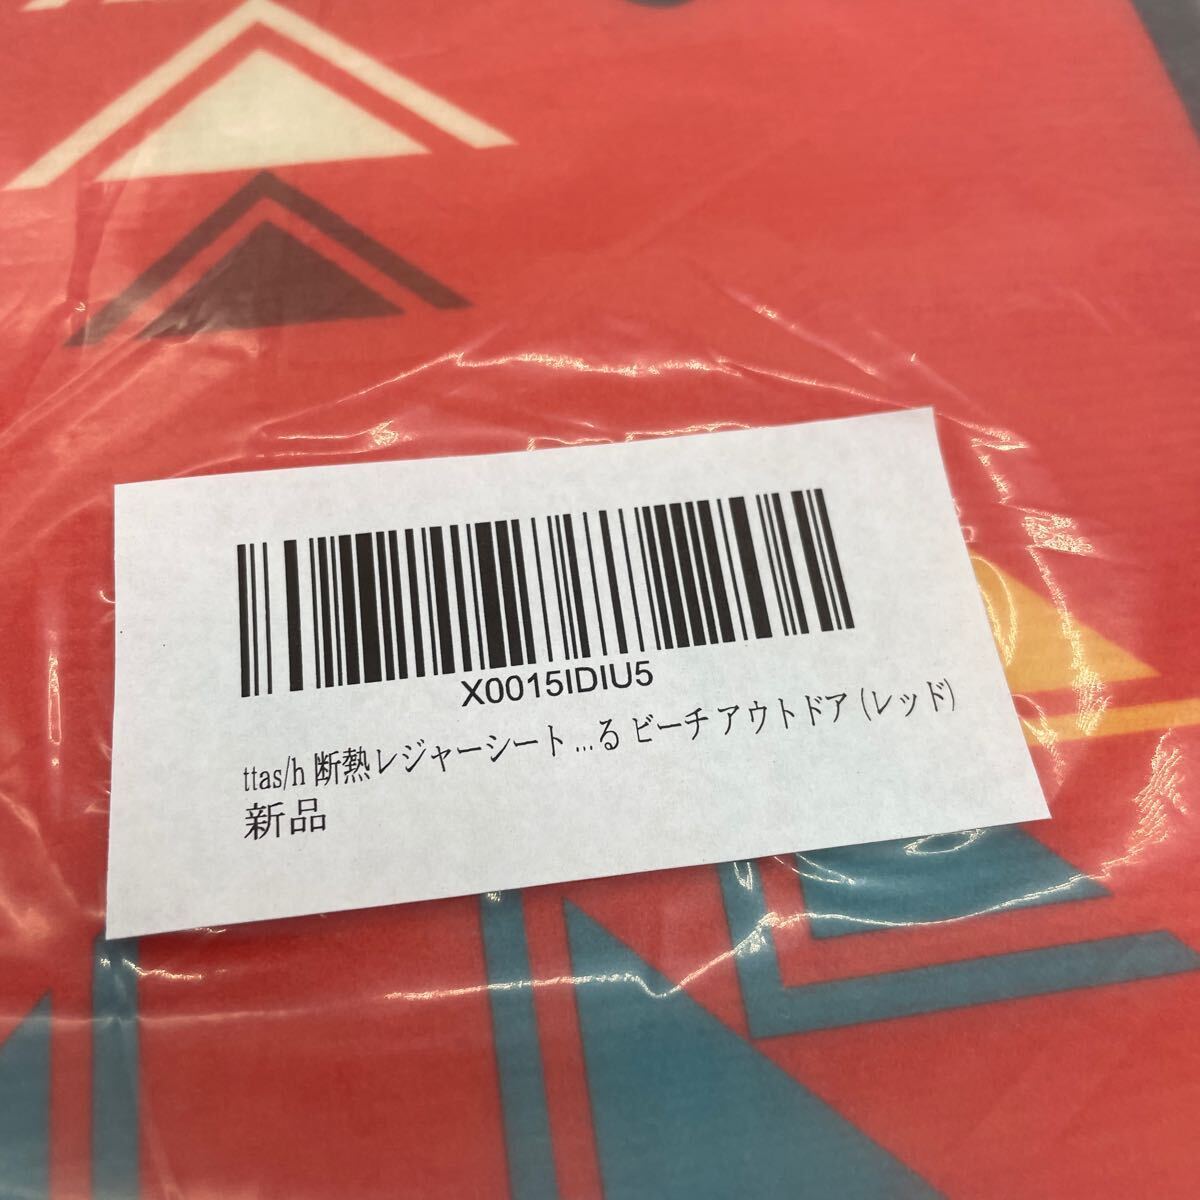 X0015IDIU5
ttas/h 断熱レジャーシート ...る ビーチ アウトドア (レッド)
新品